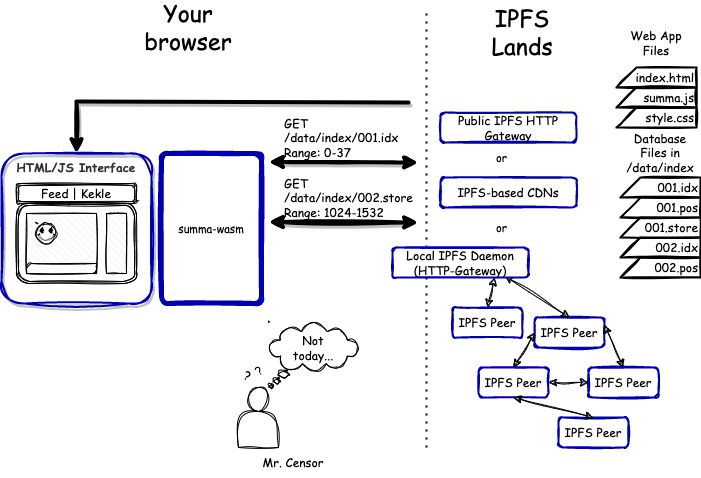 Your
browser
IPFS
Lands
Web App
Files
index.html
summa.js
style.css
Database
Files in
/data/index
001.idx
001.pos
001.store
002.idx
002.pos
GET
/data/index/001.idx
Range: 0-37
GET
/data/index/002.store
Range: 1024-1532
HTML/JS Interface
Feed | Kekle
summa-wasm
Public IPFS HTTP
Gateway
or
IPFS-based CDNs
or
Local IPFS Daemon
(HTTP-Gateway)
IPFS Peer
IPFS Peer
IPFS Peer
IPFS Peer
IPFS Peer
Not
today...
??
Mr. Censor